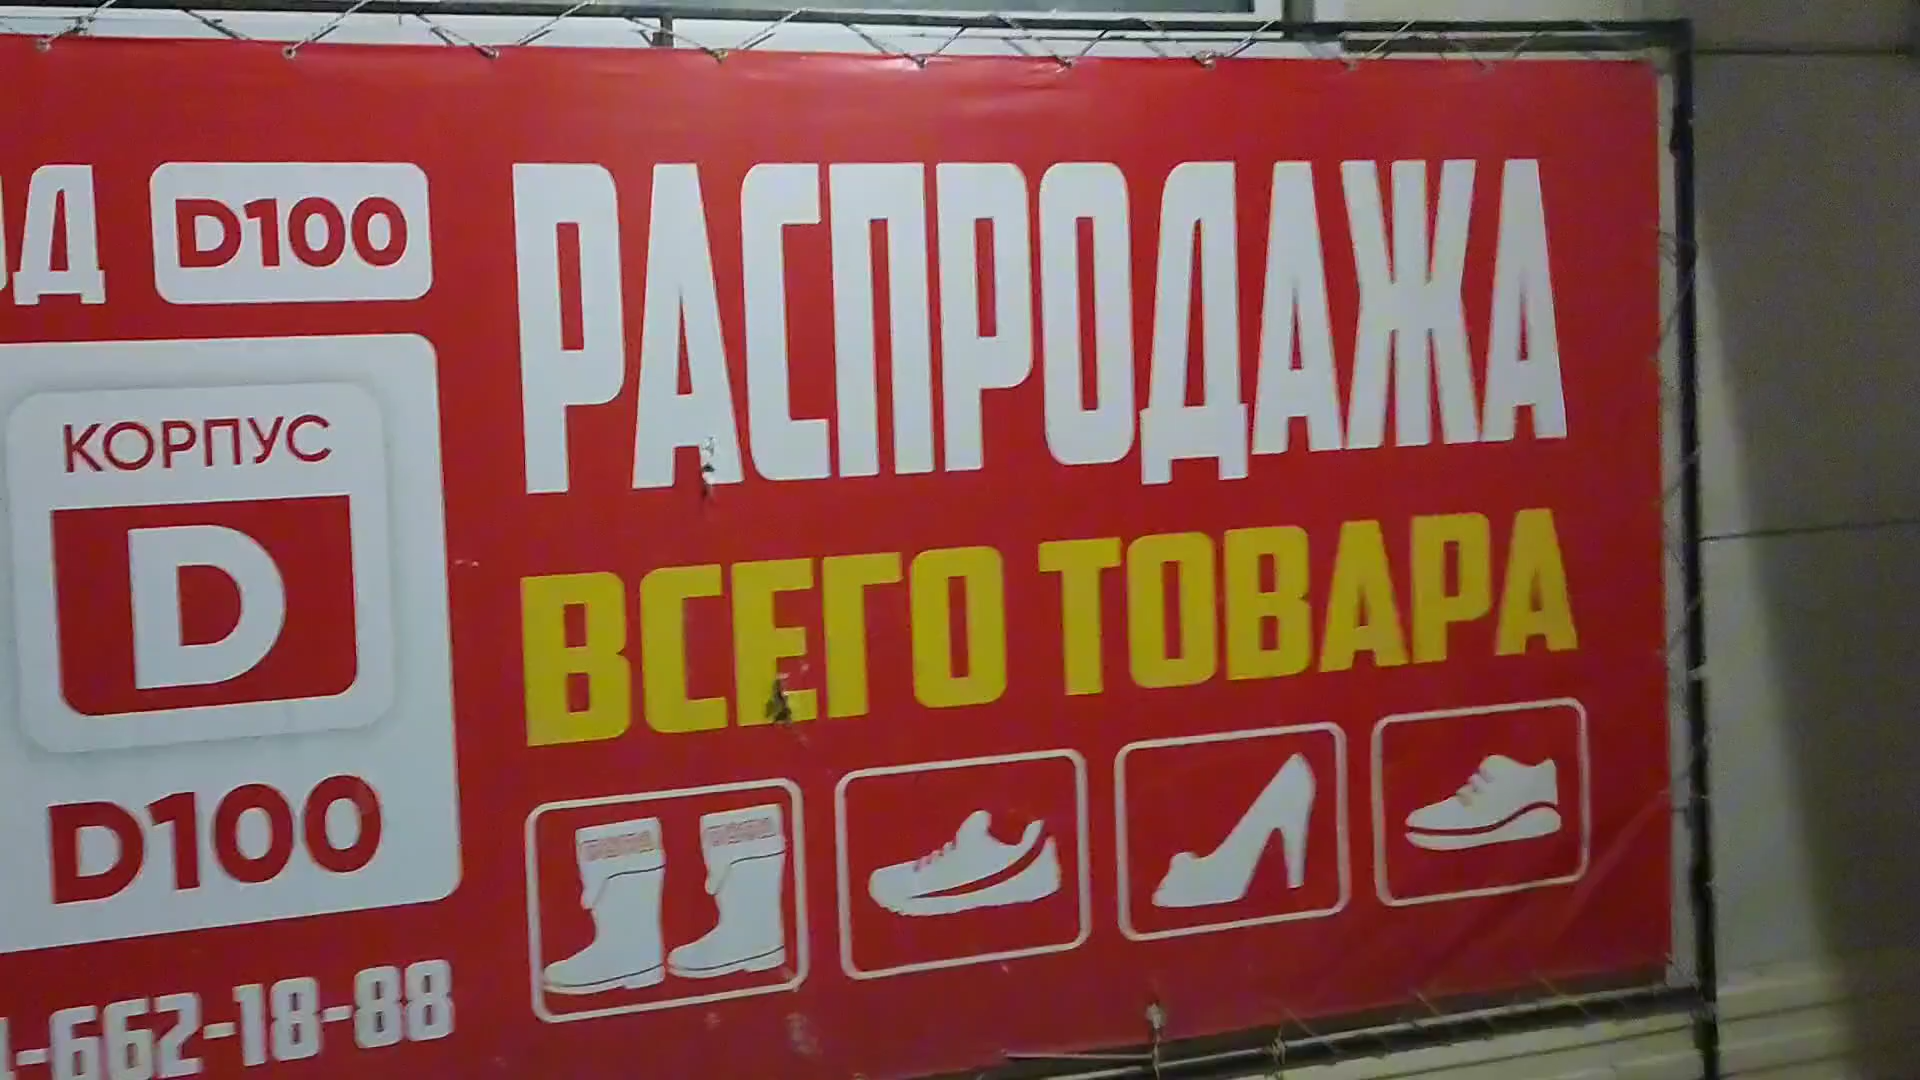 D100
РАСПРОДАЖА
КОРПУС
D
D100
ВСЕГО ТОВАРА
-662-18-88